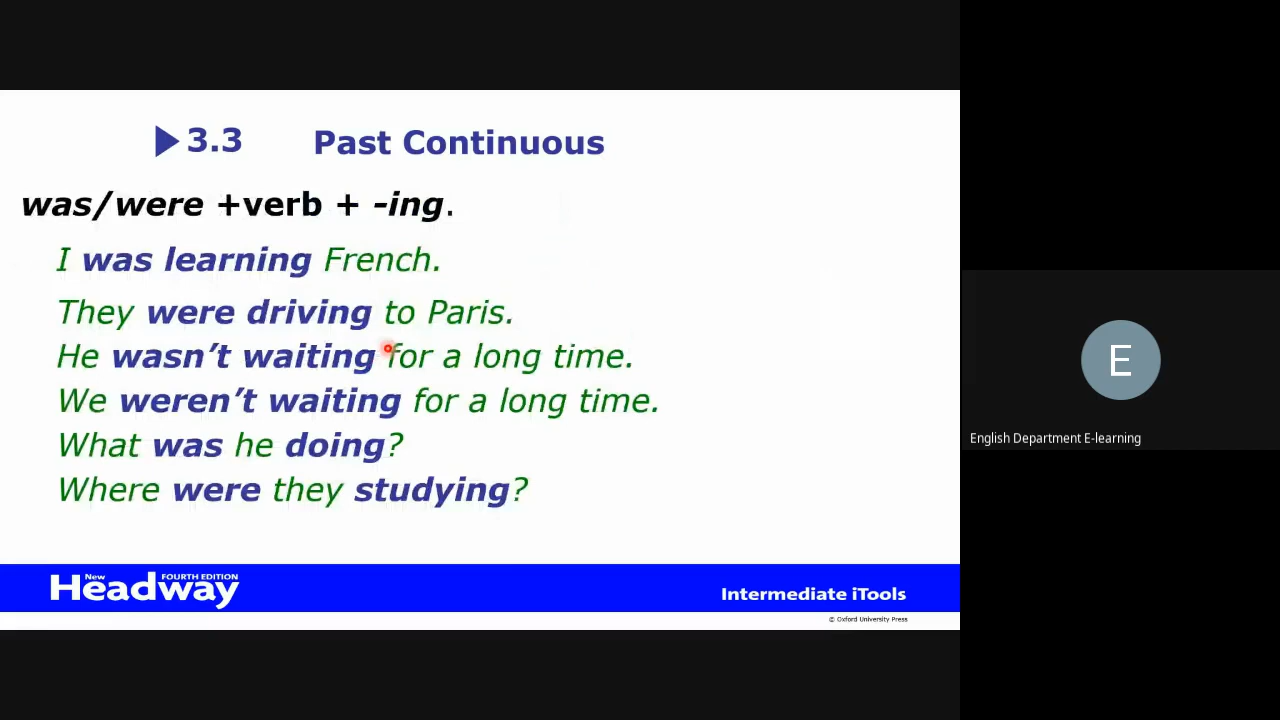 ▶ 3.3 Past Continuous
was/were +verb + -ing.
I was learning French.
They were driving to Paris.
He wasn’t waiting for a long time.
We weren’t waiting for a long time.
What was he doing?
Where were they studying?
New Headway FOURTH EDITION
Intermediate iTools
© Oxford University Press
E
English Department E-learning